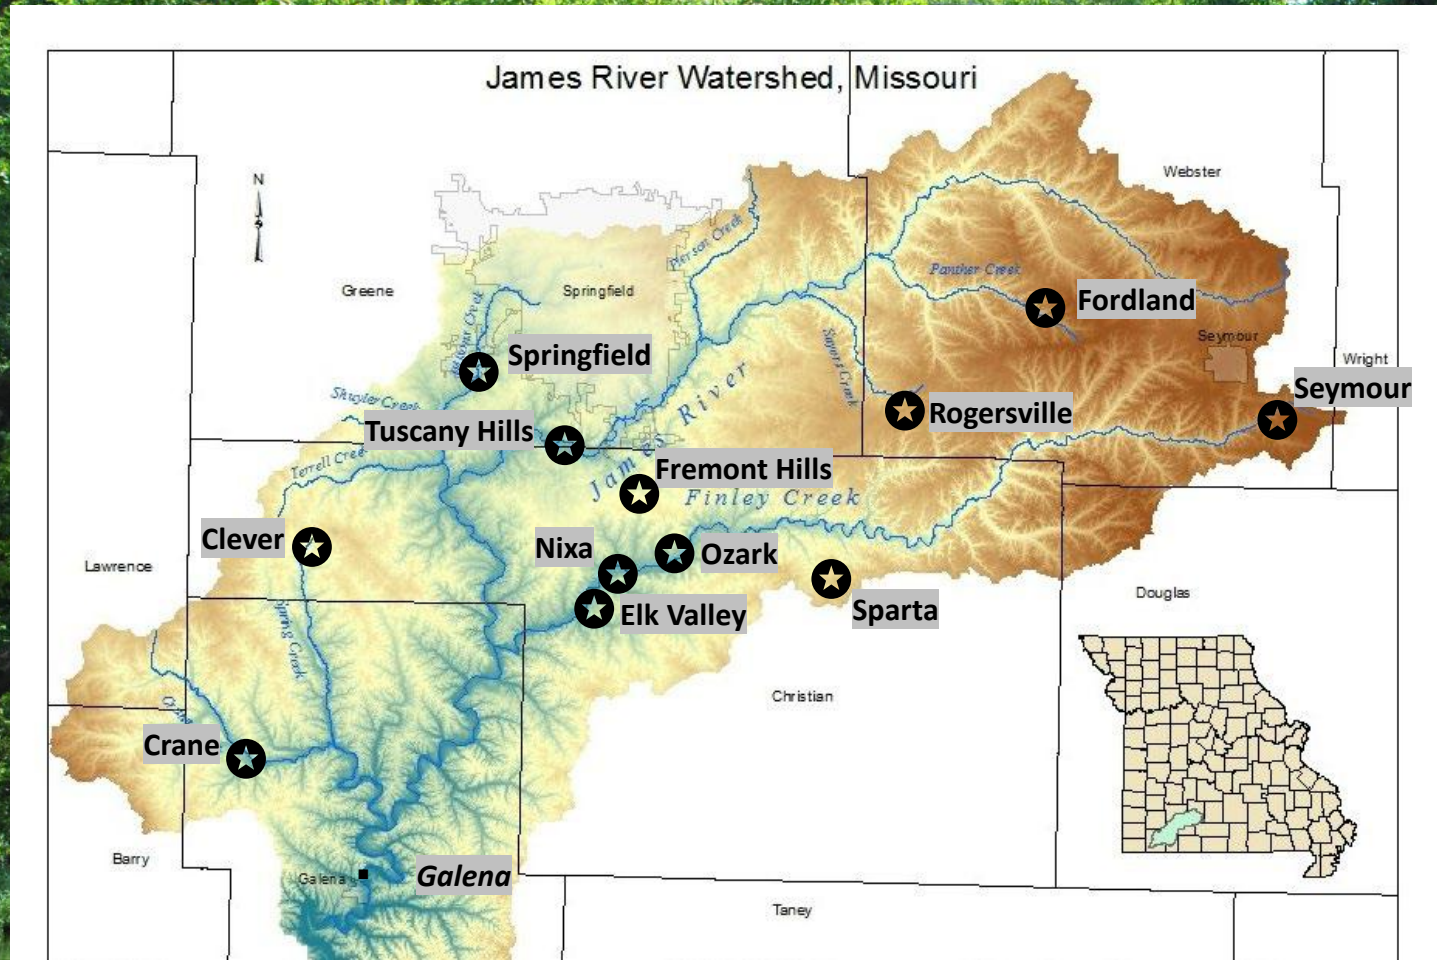 James River Watershed, Missouri
Webster
N
Pierson Creek
Panther Creek
Greene
Springfield
Fordland
Wilsons Creek
Seymour
Springfield
Sayers Creek
Wright
Seymour
Shuyler Creek
Rogersville
Tuscany Hills
James River
Terrell Creek
Fremont Hills
Finley Creek
Clever
Nixa
Ozark
Lawrence
Elk Valley
Sparta
Douglas
Spring Creek
Christian
Crane
Barry
Galena
Galena
Taney